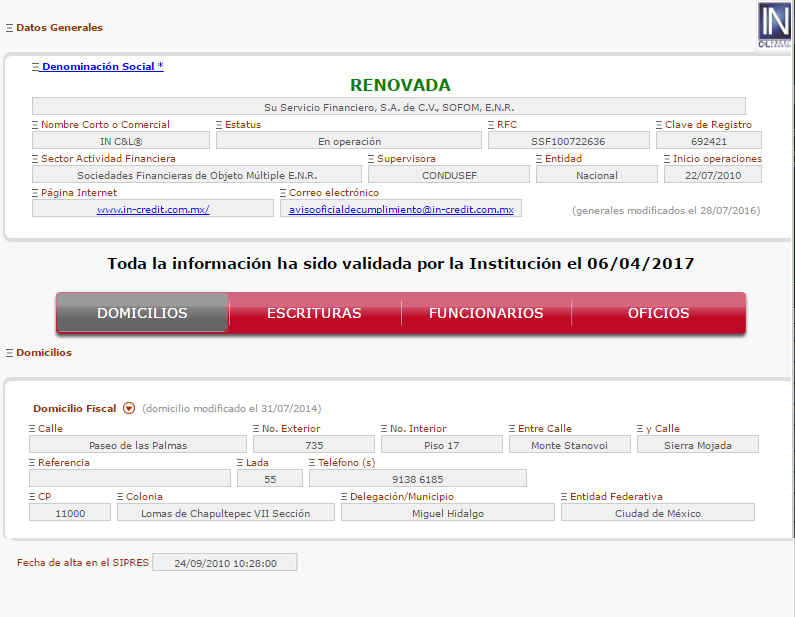 Datos Generales
IN
Denominación Social *
RENOVADA
Su Servicio Financiero, S.A. de C.V., SOFOM, E.N.R.
Nombre Corto o Comercial Estatus RFC Clave de Registro
IN C&L® En operación SSF100722636 692421
Sector Actividad Financiera Supervisora Entidad Inicio operaciones
Sociedades Financieras de Objeto Múltiple E.N.R. CONDUSEF Nacional 22/07/2010
Página Internet Correo electrónico
www.in-credit.com.mx/ avisooficialdecumplimiento@in-credit.com.mx (generales modificados el 28/07/2016)
Toda la información ha sido validada por la Institución el 06/04/2017
DOMICILIOS ESCRITURAS FUNCIONARIOS OFICIOS
Domicilios
Domicilio Fiscal (domicilio modificado el 31/07/2014)
Calle No. Exterior No. Interior Entre Calle y Calle
Paseo de las Palmas 735 Piso 17 Monte Stanovoi Sierra Mojada
Referencia Lada Teléfono (s)
55 9138 6185
CP Colonia Delegación/Municipio Entidad Federativa
11000 Lomas de Chapultepec VII Sección Miguel Hidalgo Ciudad de México
Fecha de alta en el SIPRES 24/09/2010 10:28:00